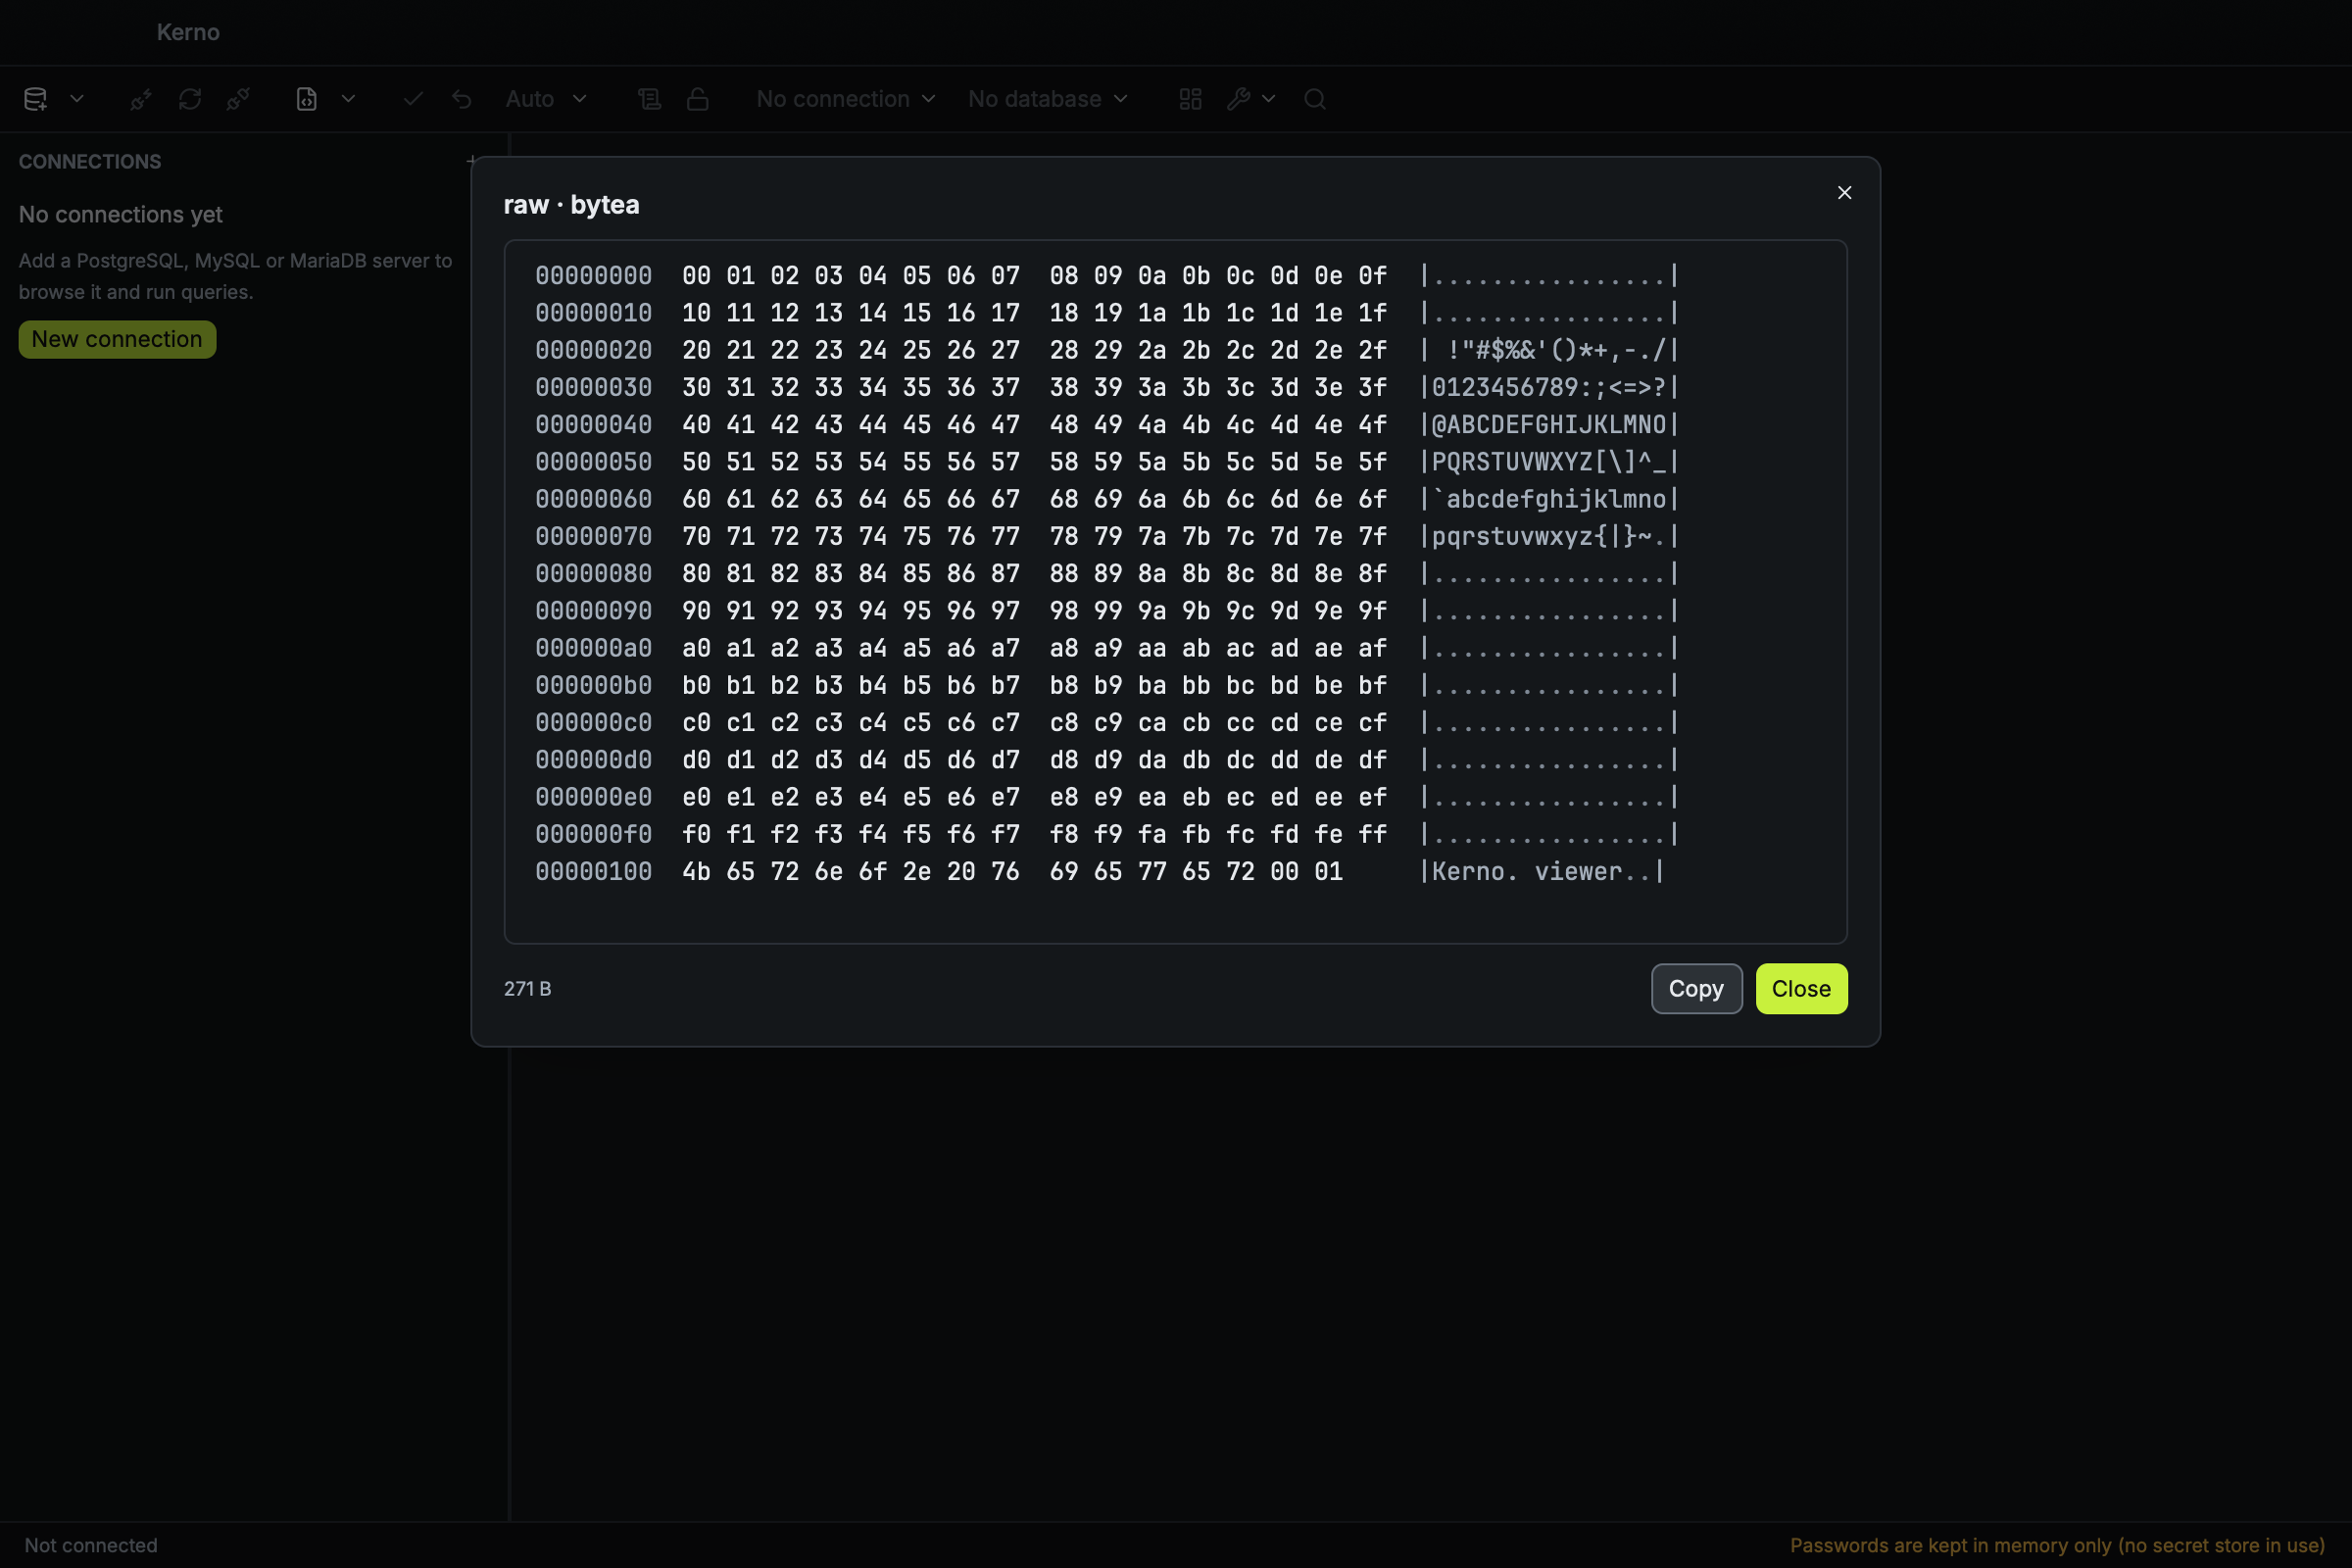 Kerno
Auto No connection No database
CONNECTIONS
No connections yet
Add a PostgreSQL, MySQL or MariaDB server to
browse it and run queries.
New connection
raw · bytea
00000000 00 01 02 03 04 05 06 07 08 09 0a 0b 0c 0d 0e 0f |................|
00000010 10 11 12 13 14 15 16 17 18 19 1a 1b 1c 1d 1e 1f |................|
00000020 20 21 22 23 24 25 26 27 28 29 2a 2b 2c 2d 2e 2f | !"#$%&'()*+,-./|
00000030 30 31 32 33 34 35 36 37 38 39 3a 3b 3c 3d 3e 3f |0123456789:;<=>?|
00000040 40 41 42 43 44 45 46 47 48 49 4a 4b 4c 4d 4e 4f |@ABCDEFGHIJKLMNO|
00000050 50 51 52 53 54 55 56 57 58 59 5a 5b 5c 5d 5e 5f |PQRSTUVWXYZ[\]^_|
00000060 60 61 62 63 64 65 66 67 68 69 6a 6b 6c 6d 6e 6f |`abcdefghijklmno|
00000070 70 71 72 73 74 75 76 77 78 79 7a 7b 7c 7d 7e 7f |pqrstuvwxyz{|}~.|
00000080 80 81 82 83 84 85 86 87 88 89 8a 8b 8c 8d 8e 8f |................|
00000090 90 91 92 93 94 95 96 97 98 99 9a 9b 9c 9d 9e 9f |................|
000000a0 a0 a1 a2 a3 a4 a5 a6 a7 a8 a9 aa ab ac ad ae af |................|
000000b0 b0 b1 b2 b3 b4 b5 b6 b7 b8 b9 ba bb bc bd be bf |................|
000000c0 c0 c1 c2 c3 c4 c5 c6 c7 c8 c9 ca cb cc cd ce cf |................|
000000d0 d0 d1 d2 d3 d4 d5 d6 d7 d8 d9 da db dc dd de df |................|
000000e0 e0 e1 e2 e3 e4 e5 e6 e7 e8 e9 ea eb ec ed ee ef |................|
000000f0 f0 f1 f2 f3 f4 f5 f6 f7 f8 f9 fa fb fc fd fe ff |................|
00000100 4b 65 72 6e 6f 2e 20 76 69 65 77 65 72 00 01 |Kerno. viewer..|
271 B
Copy Close
Not connected
Passwords are kept in memory only (no secret store in use)